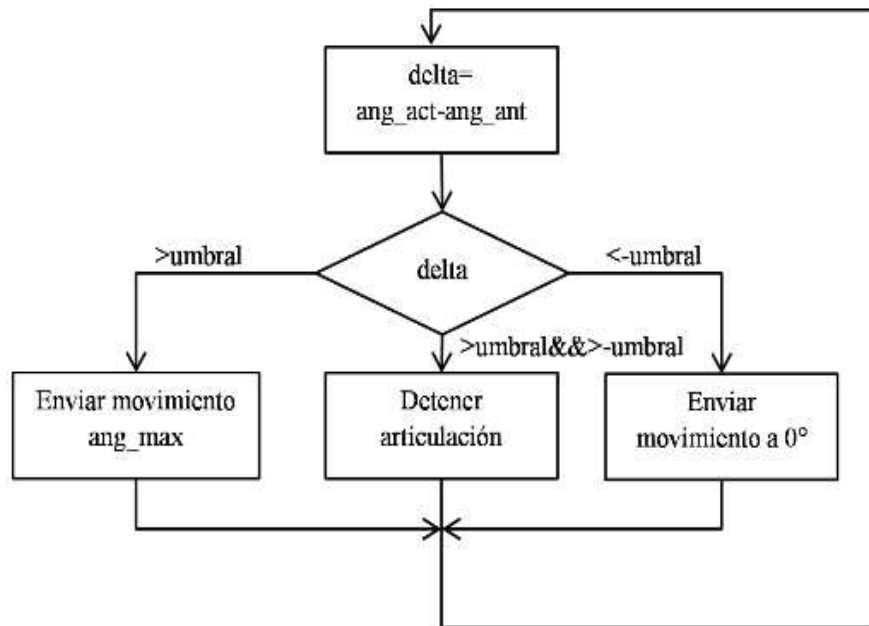 delta=
ang_act-ang_ant
>umbral
delta
<-umbral
>umbral&&>-umbral
Enviar movimiento
ang_max
Detener
articulación
Enviar
movimiento a 0°